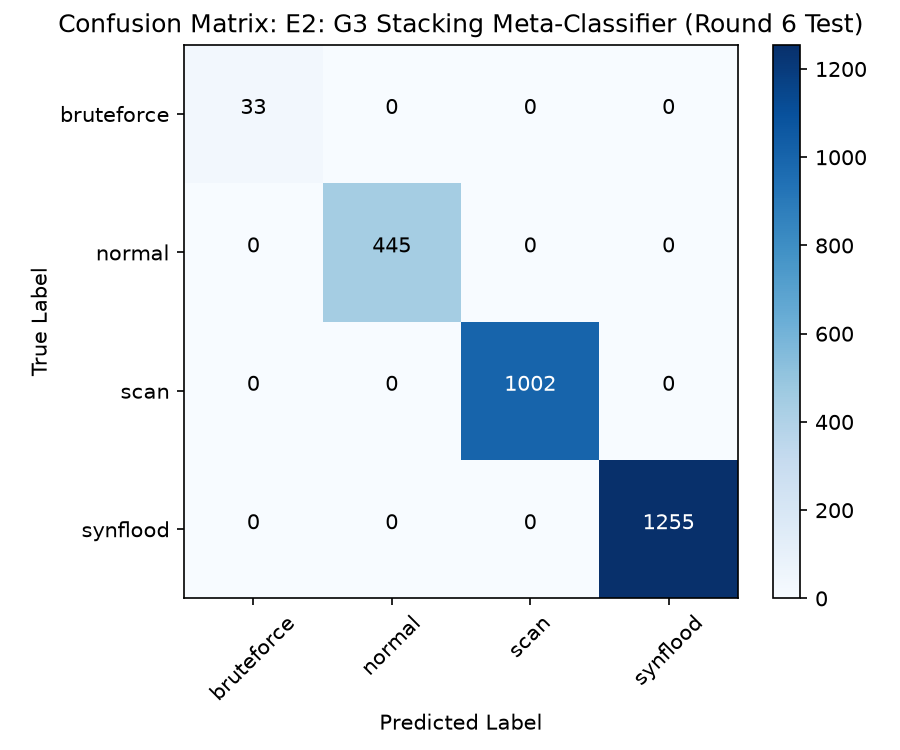 Confusion Matrix: E2: G3 Stacking Meta-Classifier (Round 6 Test)
bruteforce 33 0 0 0
normal 0 445 0 0
scan 0 0 1002 0
synflood 0 0 0 1255
True Label
bruteforce normal scan synflood
Predicted Label
1200
1000
800
600
400
200
0